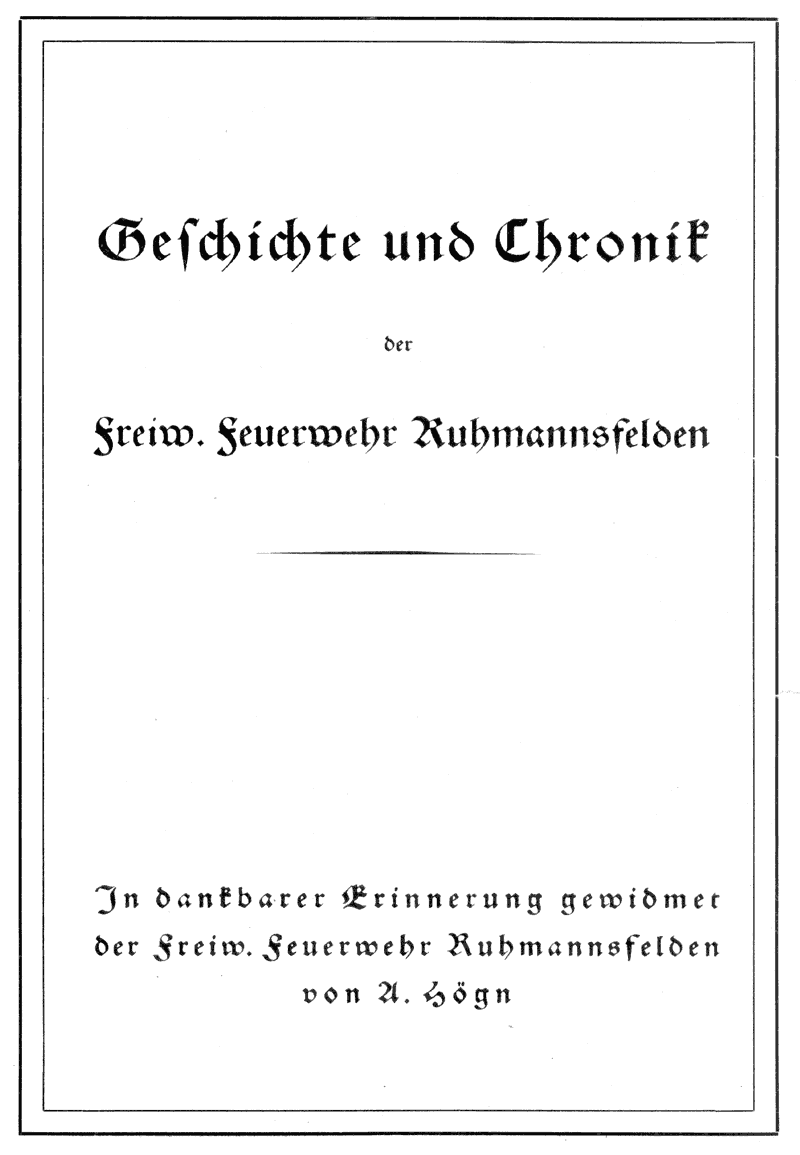 Geschichte und Chronik
der
Freiw. Feuerwehr Ruhmannsfelden
In dankbarer Erinnerung gewidmet
der Freiw. Feuerwehr Ruhmannsfelden
von A. Högn